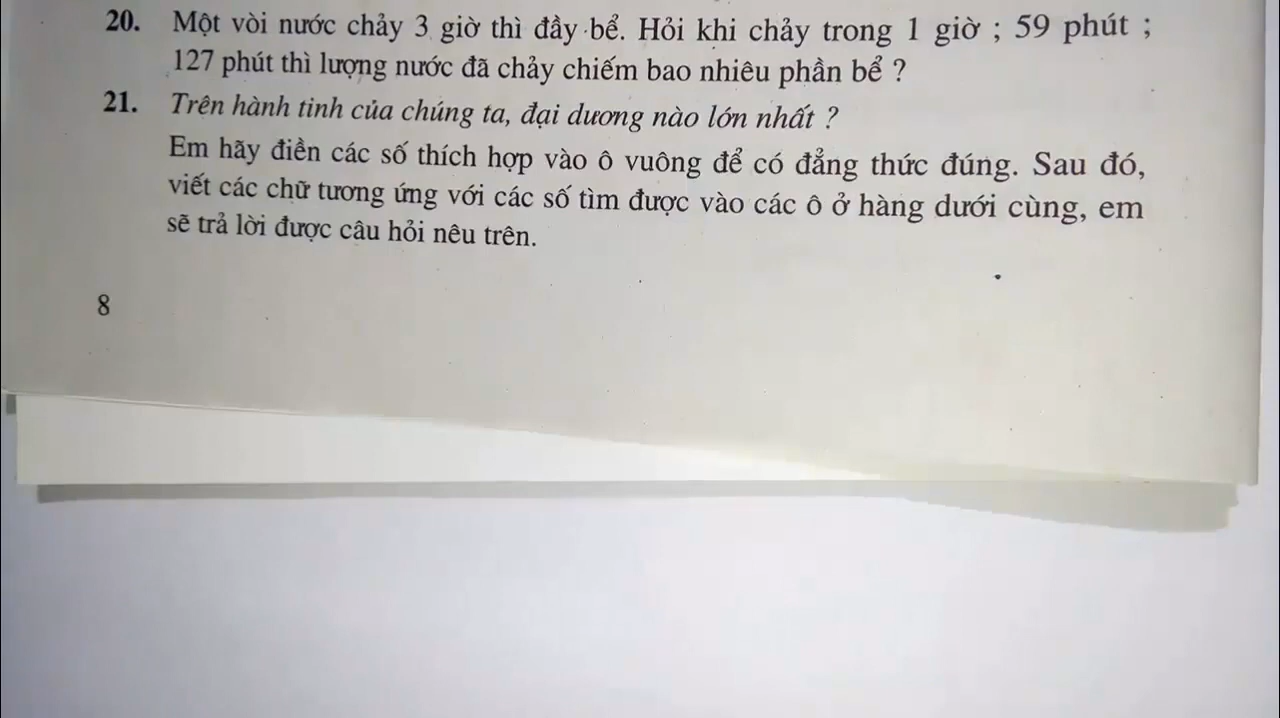 20. Một vòi nước chảy 3 giờ thì đầy bể. Hỏi khi chảy trong 1 giờ ; 59 phút ;
127 phút thì lượng nước đã chảy chiếm bao nhiêu phần bể ?
21. Trên hành tinh của chúng ta, đại dương nào lớn nhất ?
Em hãy điền các số thích hợp vào ô vuông để có đẳng thức đúng. Sau đó,
viết các chữ tương ứng với các số tìm được vào các ô ở hàng dưới cùng, em
sẽ trả lời được câu hỏi nêu trên.
8